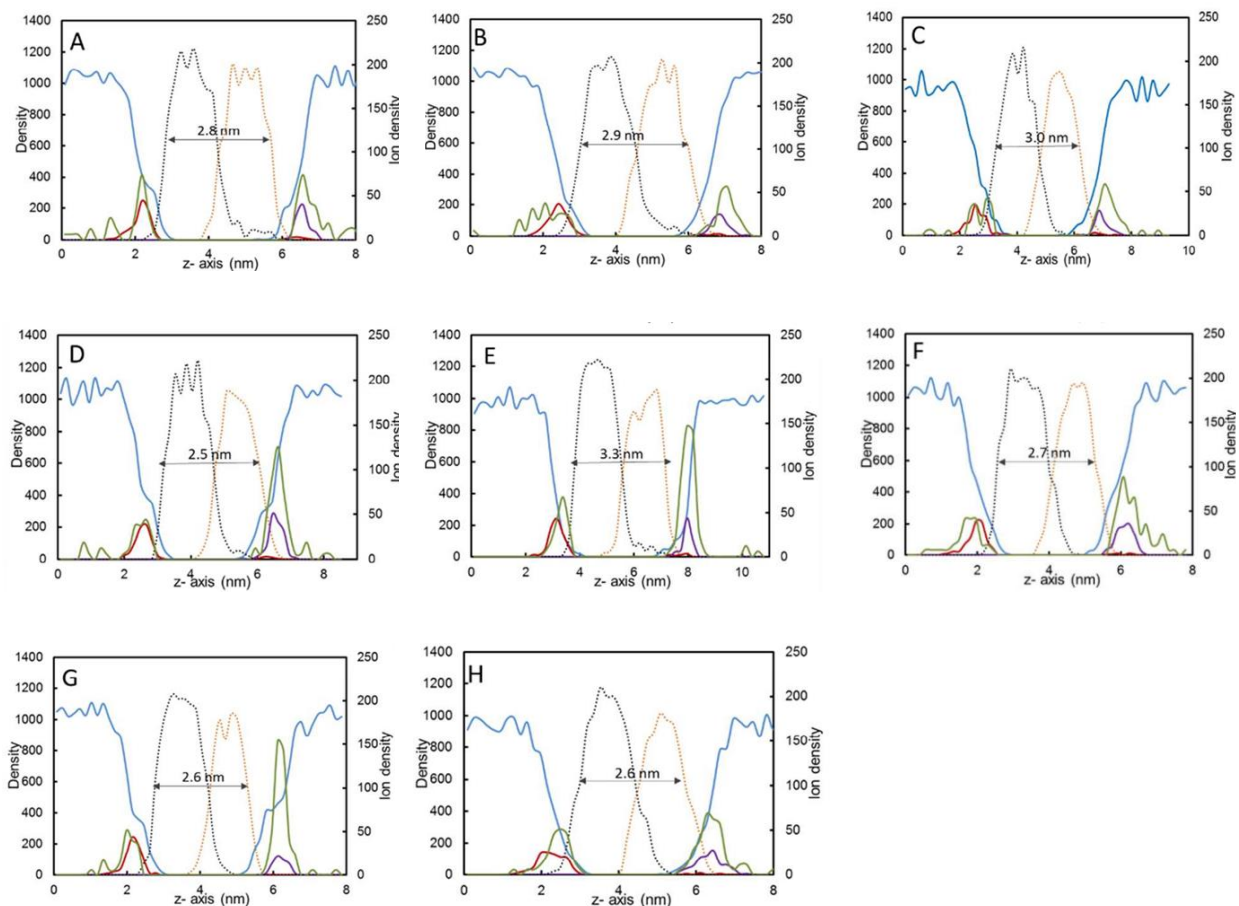 A
1400
1200
1000
800
600
400
200
0
Density
250
200
150
100
50
0
Ion density
2.8 nm
0 2 4 6 8
z- axis (nm)
B
1400
1200
1000
800
600
400
200
0
Density
250
200
150
100
50
0
Ion density
2.9 nm
0 2 4 6 8
z- axis (nm)
C
1400
1200
1000
800
600
400
200
0
Density
250
200
150
100
50
0
Ion density
3.0 nm
0 2 4 6 8 10
z- axis (nm)
D
1400
1200
1000
800
600
400
200
0
Density
250
200
150
100
50
0
Ion density
2.5 nm
0 2 4 6 8
z- axis (nm)
E
1400
1200
1000
800
600
400
200
0
Density
250
200
150
100
50
0
Ion density
3.3 nm
0 2 4 6 8 10
z- axis (nm)
F
1400
1200
1000
800
600
400
200
0
Density
250
200
150
100
50
0
Ion density
2.7 nm
0 2 4 6 8
z- axis (nm)
G
1400
1200
1000
800
600
400
200
0
Density
250
200
150
100
50
0
Ion density
2.6 nm
0 2 4 6 8
z- axis (nm)
H
1400
1200
1000
800
600
400
200
0
Density
250
200
150
100
50
0
Ion density
2.6 nm
0 2 4 6 8
z- axis (nm)